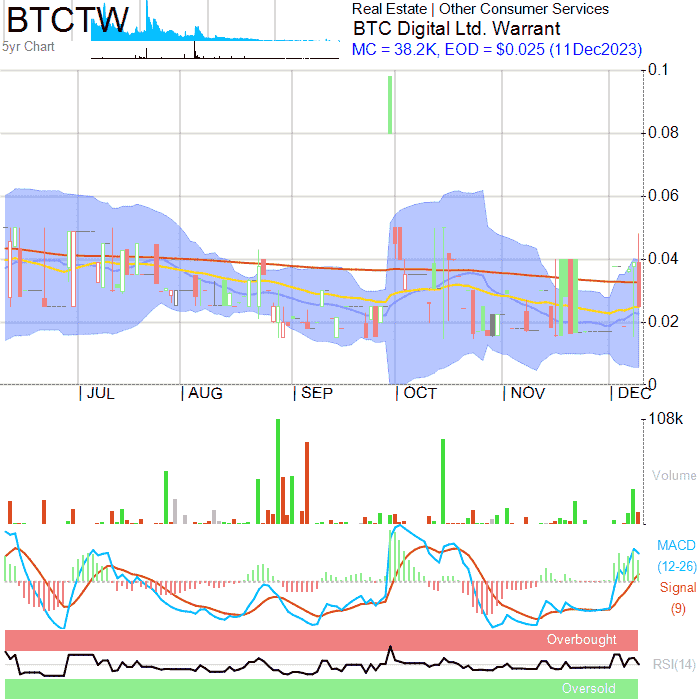 BTCTW
5yr Chart
Real Estate | Other Consumer Services
BTC Digital Ltd. Warrant
MC = 38.2K, EOD = $0.025 (11Dec2023)
0.1
0.08
0.06
0.04
0.02
0
JUL AUG SEP OCT NOV DEC
108k
Volume
MACD
(12-26)
Signal
(9)
Overbought
RSI(14)
Oversold